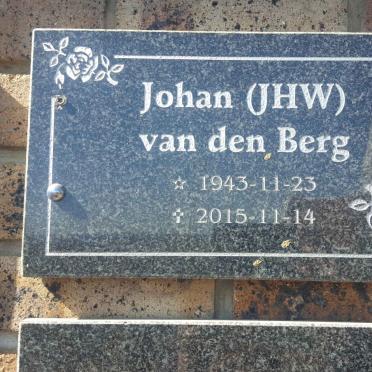 Johan (JHW)
van den Berg
☆ 1943-11-23
✝ 2015-11-14